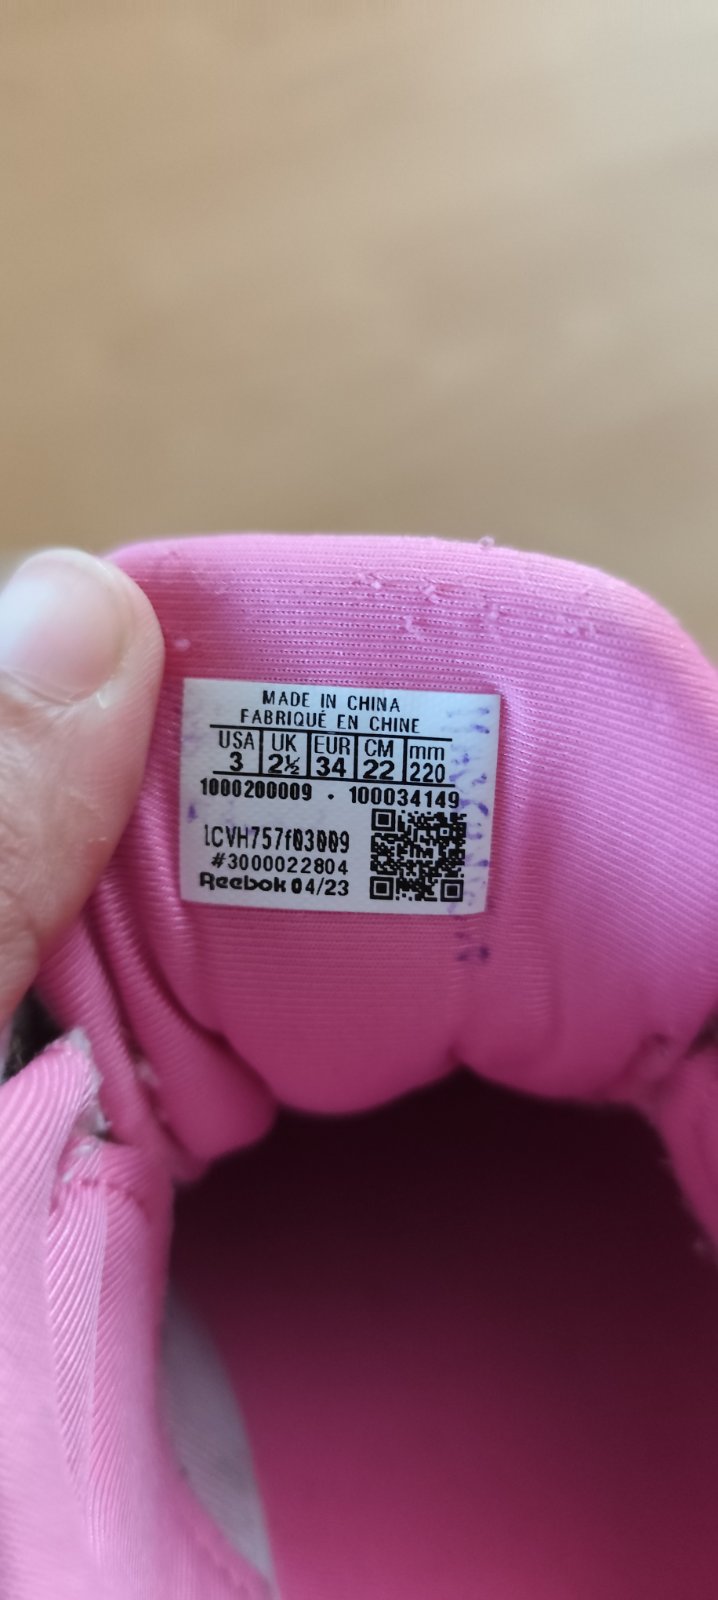 MADE IN CHINA
FABRIQUÉ EN CHINE
USA UK EUR CM mm
3 2½ 34 22 220
1000200009 · 100034149
LCVH757f03009
#3000022804
Reebok 04/23